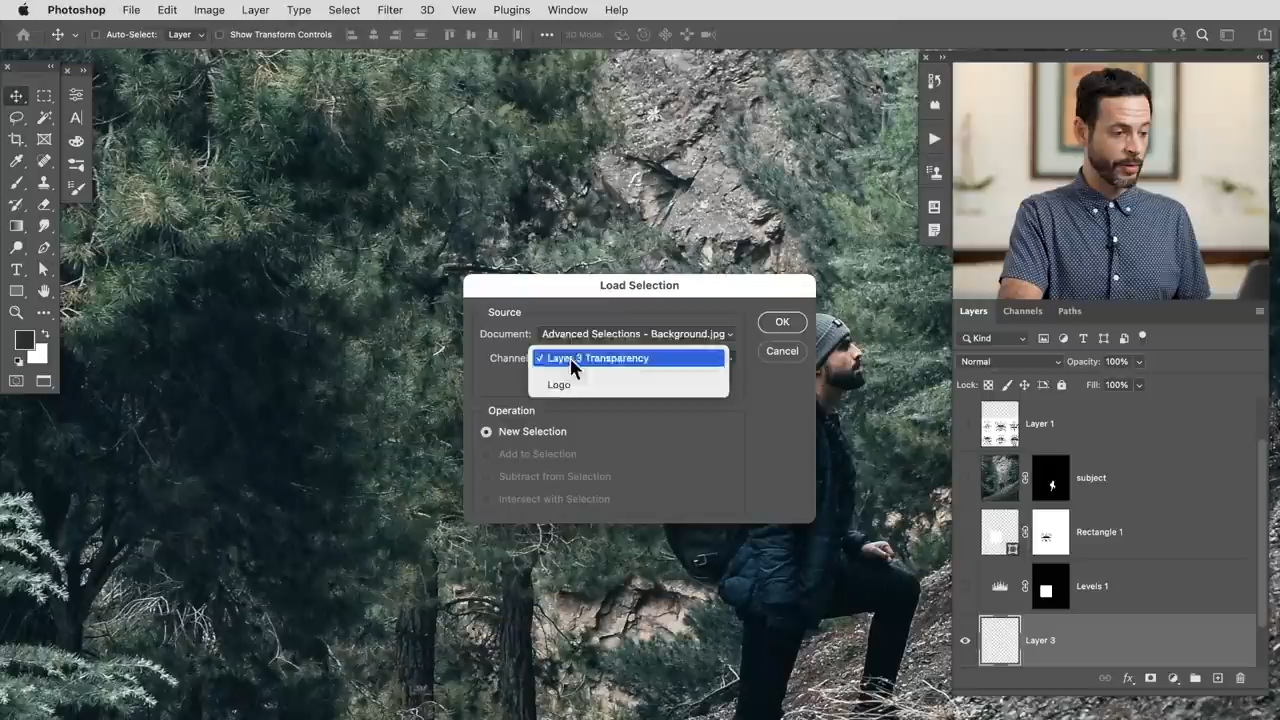 Photoshop File Edit Image Layer Type Select Filter 3D View Plugins Window Help
Auto-Select: Layer Show Transform Controls ••• 3D Mode:
Load Selection
Source
Document: Advanced Selections - Background.jpg
OK
Channel
✓ Layer 3 Transparency
Cancel
Logo
Operation
New Selection
Add to Selection
Subtract from Selection
Intersect with Selection
Layers Channels Paths
Kind
Normal Opacity: 100%
Lock: Fill: 100%
Layer 1
subject
Rectangle 1
Levels 1
Layer 3
fx